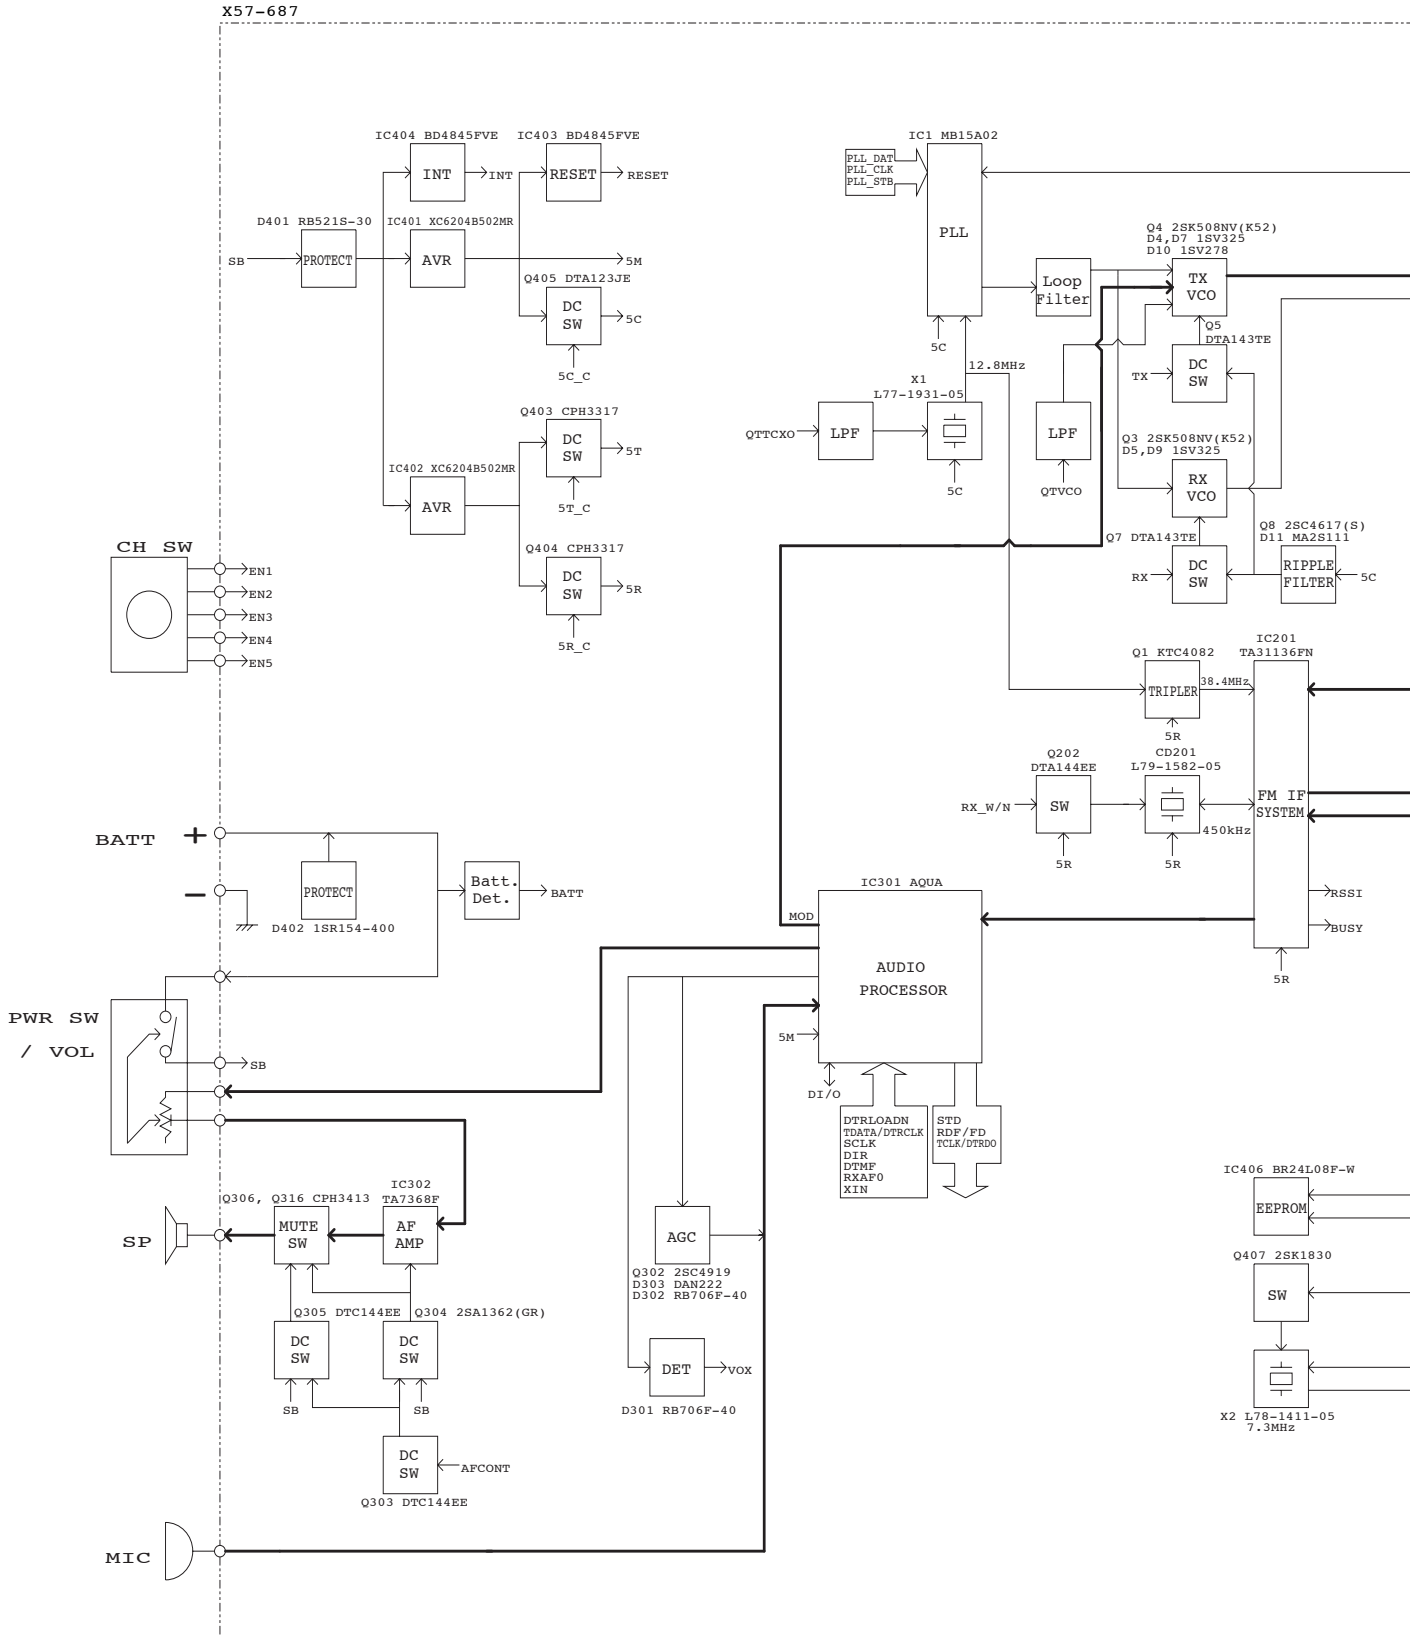 X57-687
IC404 BD4845FVE
INT
INT
IC403 BD4845FVE
RESET
RESET
D401 RB521S-30
SB
PROTECT
IC401 XC6204B502MR
AVR
5M
Q405 DTA123JE
DC
SW
5C
5C_C
Q403 CPH3317
DC
SW
5T
5T_C
IC402 XC6204B502MR
AVR
Q404 CPH3317
DC
SW
5R
5R_C
IC1 MB15A02
PLL_DAT
PLL_CLK
PLL_STB
PLL
5C
Loop
Filter
12.8MHz
X1
L77-1931-05
QTTCXO
LPF
5C
LPF
QTVCO
Q4 2SK508NV(K52)
D4,D7 1SV325
D10 1SV278
TX
VCO
Q5
DTA143TE
TX
DC
SW
Q3 2SK508NV(K52)
D5,D9 1SV325
RX
VCO
Q7 DTA143TE
RX
DC
SW
Q8 2SC4617(S)
D11 MA2S111
RIPPLE
FILTER
5C
CH SW
EN1
EN2
EN3
EN4
EN5
Q1 KTC4082
TRIPLER
38.4MHz
5R
IC201
TA31136FN
FM IF
SYSTEM
RSSI
BUSY
5R
Q202
DTA144EE
RX_W/N
SW
5R
CD201
L79-1582-05
450kHz
5R
BATT
+
−
PROTECT
D402 1SR154-400
Batt.
Det.
BATT
PWR SW
/ VOL
SB
IC301 AQUA
MOD
AUDIO
PROCESSOR
5M
DI/O
DTRLOADN
TDATA/DTRCLK
SCLK
DIR
DTMF
RXAF0
XIN
STD
RDF/FD
TCLK/DTRDO
SP
Q306, Q316 CPH3413
MUTE
SW
IC302
TA7368F
AF
AMP
Q305 DTC144EE
DC
SW
SB
Q304 2SA1362(GR)
DC
SW
SB
DC
SW
AFCONT
Q303 DTC144EE
AGC
Q302 2SC4919
D303 DAN222
D302 RB706F-40
DET
VOX
D301 RB706F-40
IC406 BR24L08F-W
EEPROM
Q407 2SK1830
SW
X2 L78-1411-05
7.3MHz
MIC